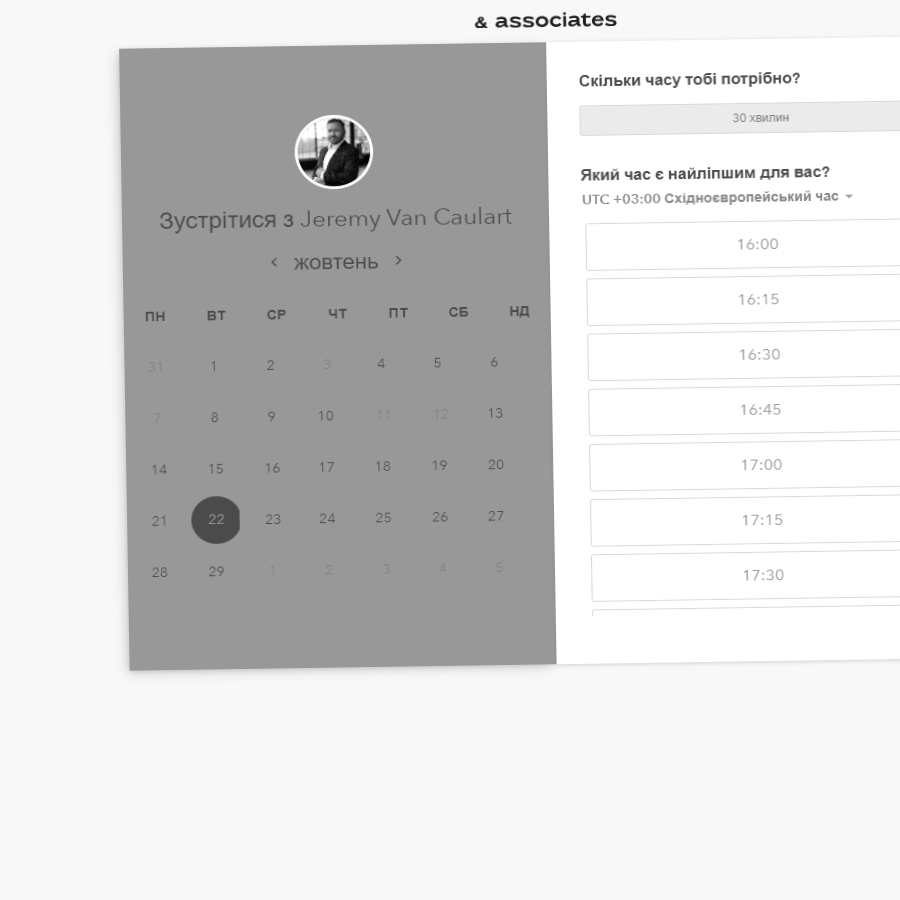 & associates
Зустрітися з Jeremy Van Caulart
жовтень
ПН ВТ СР ЧТ ПТ СБ НД
31 1 2 3 4 5 6
7 8 9 10 11 12 13
14 15 16 17 18 19 20
21 22 23 24 25 26 27
28 29 1 2 3 4 5
Скільки часу тобі потрібно?
30 хвилин
Який час є найліпшим для вас?
UTC +03:00 Східноєвропейський час
16:00
16:15
16:30
16:45
17:00
17:15
17:30